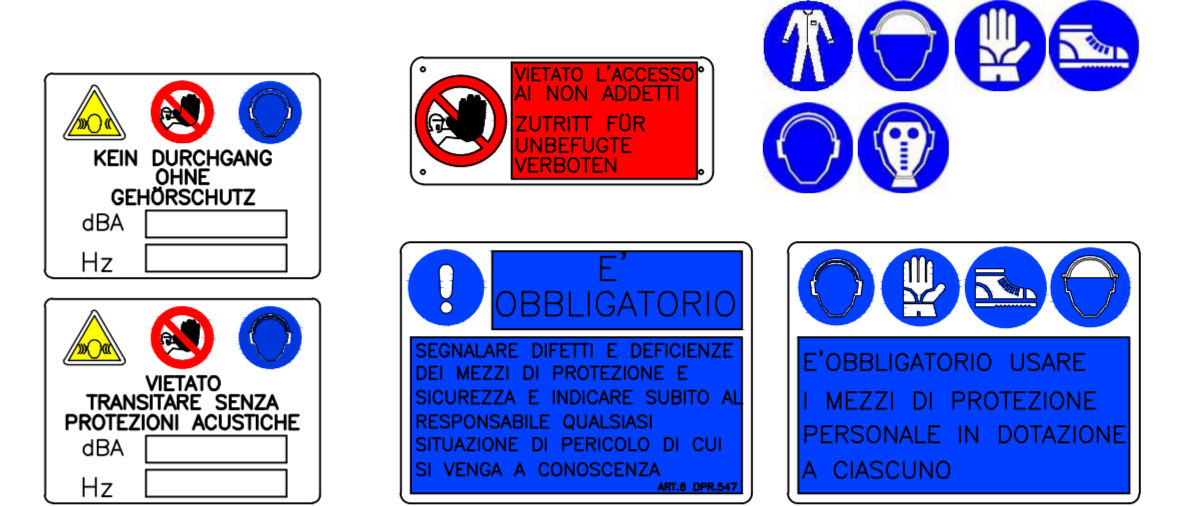 KEIN DURCHGANG
OHNE
GEHÖRSCHUTZ
dBA
Hz
VIETATO
TRANSITARE SENZA
PROTEZIONI ACUSTICHE
dBA
Hz
VIETATO L'ACCESSO
AI NON ADDETTI
ZUTRITT FÜR
UNBEFUGTE
VERBOTEN
E'
OBBLIGATORIO
SEGNALARE DIFETTI E DEFICIENZE
DEI MEZZI DI PROTEZIONE E
SICUREZZA E INDICARE SUBITO AL
RESPONSABILE QUALSIASI
SITUAZIONE DI PERICOLO DI CUI
SI VENGA A CONOSCENZA
ART.6 DPR.547
E'OBBLIGATORIO USARE
I MEZZI DI PROTEZIONE
PERSONALE IN DOTAZIONE
A CIASCUNO